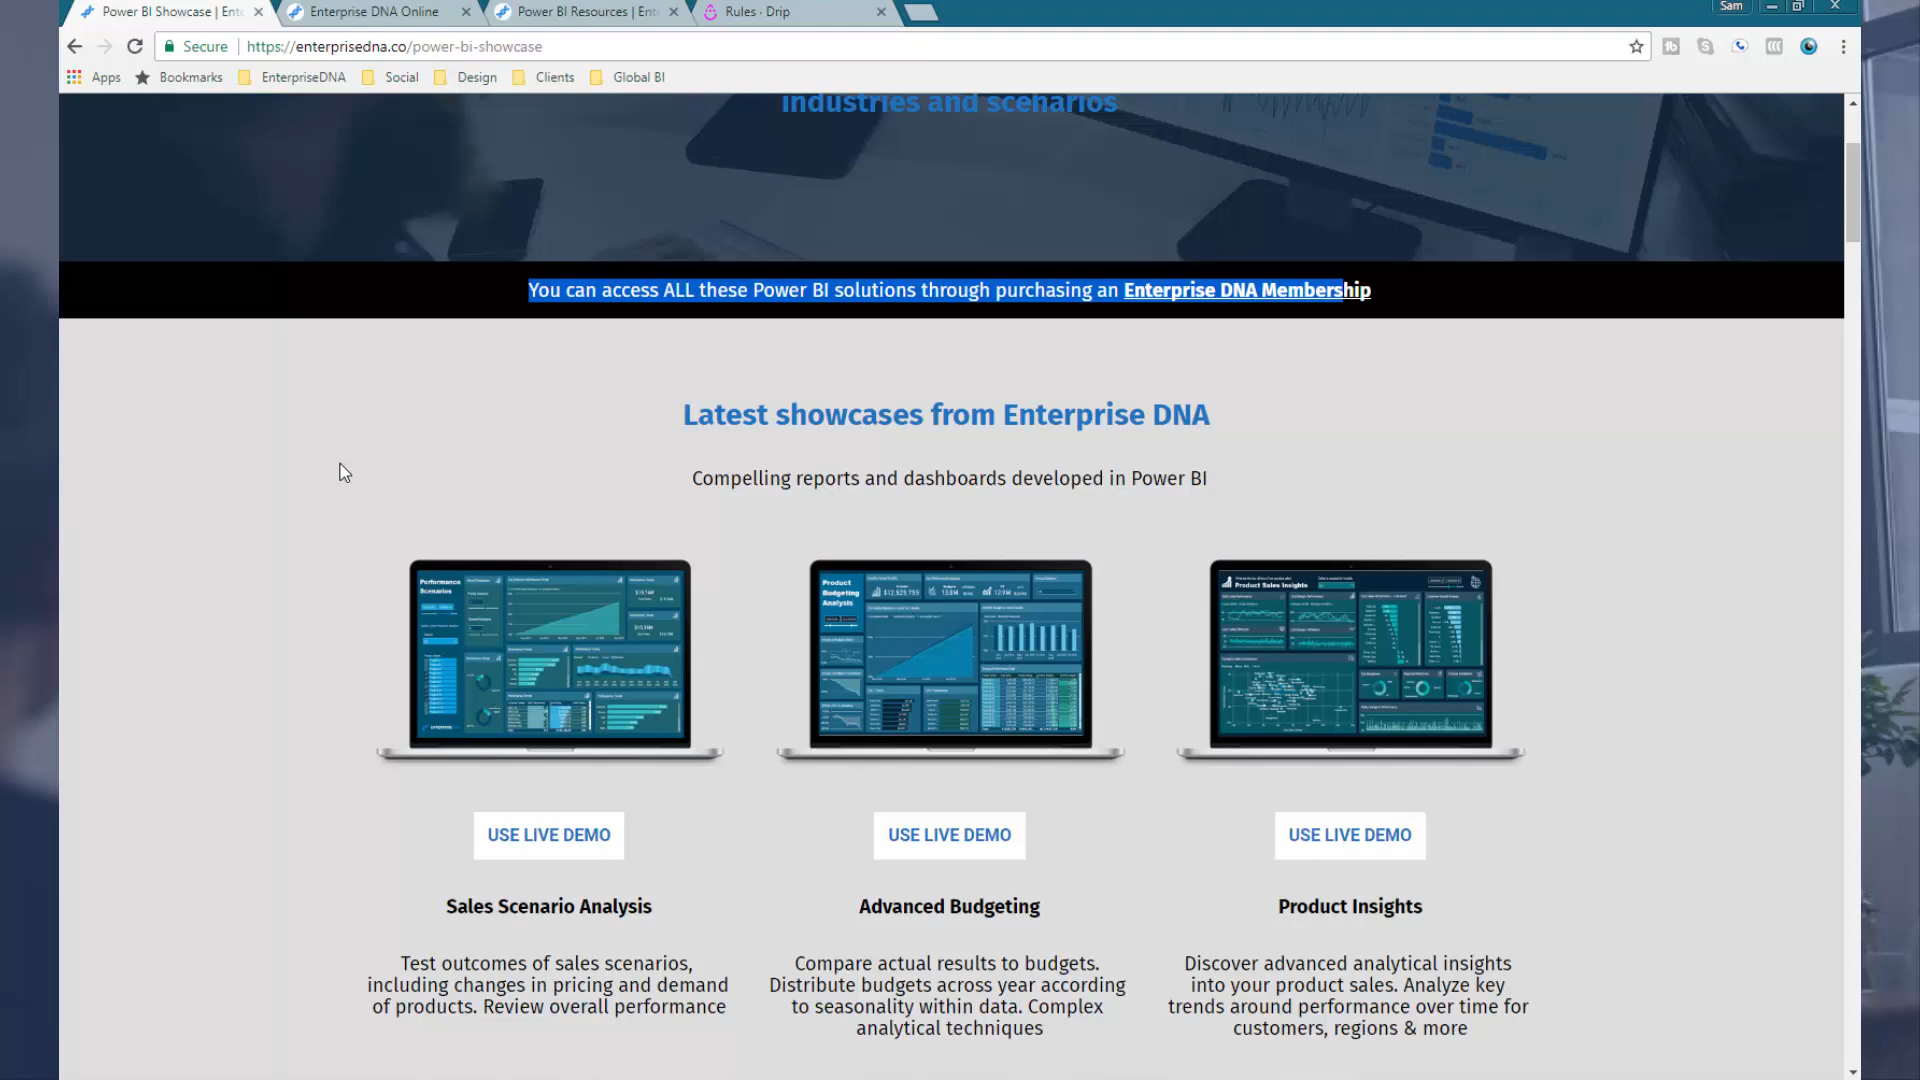 Power BI Showcase | Ente
Enterprise DNA Online
Power BI Resources | Ente
Rules · Drip
Sam
Secure
https://enterprisedna.co/power-bi-showcase
Apps
Bookmarks
EnterpriseDNA
Social
Design
Clients
Global BI
industries and scenarios
You can access ALL these Power BI solutions through purchasing an Enterprise DNA Membership
Latest showcases from Enterprise DNA
Compelling reports and dashboards developed in Power BI
Performance
Scenarios
Product
Budgeting
Analysis
Product Sales Insights
USE LIVE DEMO
USE LIVE DEMO
USE LIVE DEMO
Sales Scenario Analysis
Advanced Budgeting
Product Insights
Test outcomes of sales scenarios,
including changes in pricing and demand
of products. Review overall performance
Compare actual results to budgets.
Distribute budgets across year according
to seasonality within data. Complex
analytical techniques
Discover advanced analytical insights
into your product sales. Analyze key
trends around performance over time for
customers, regions & more